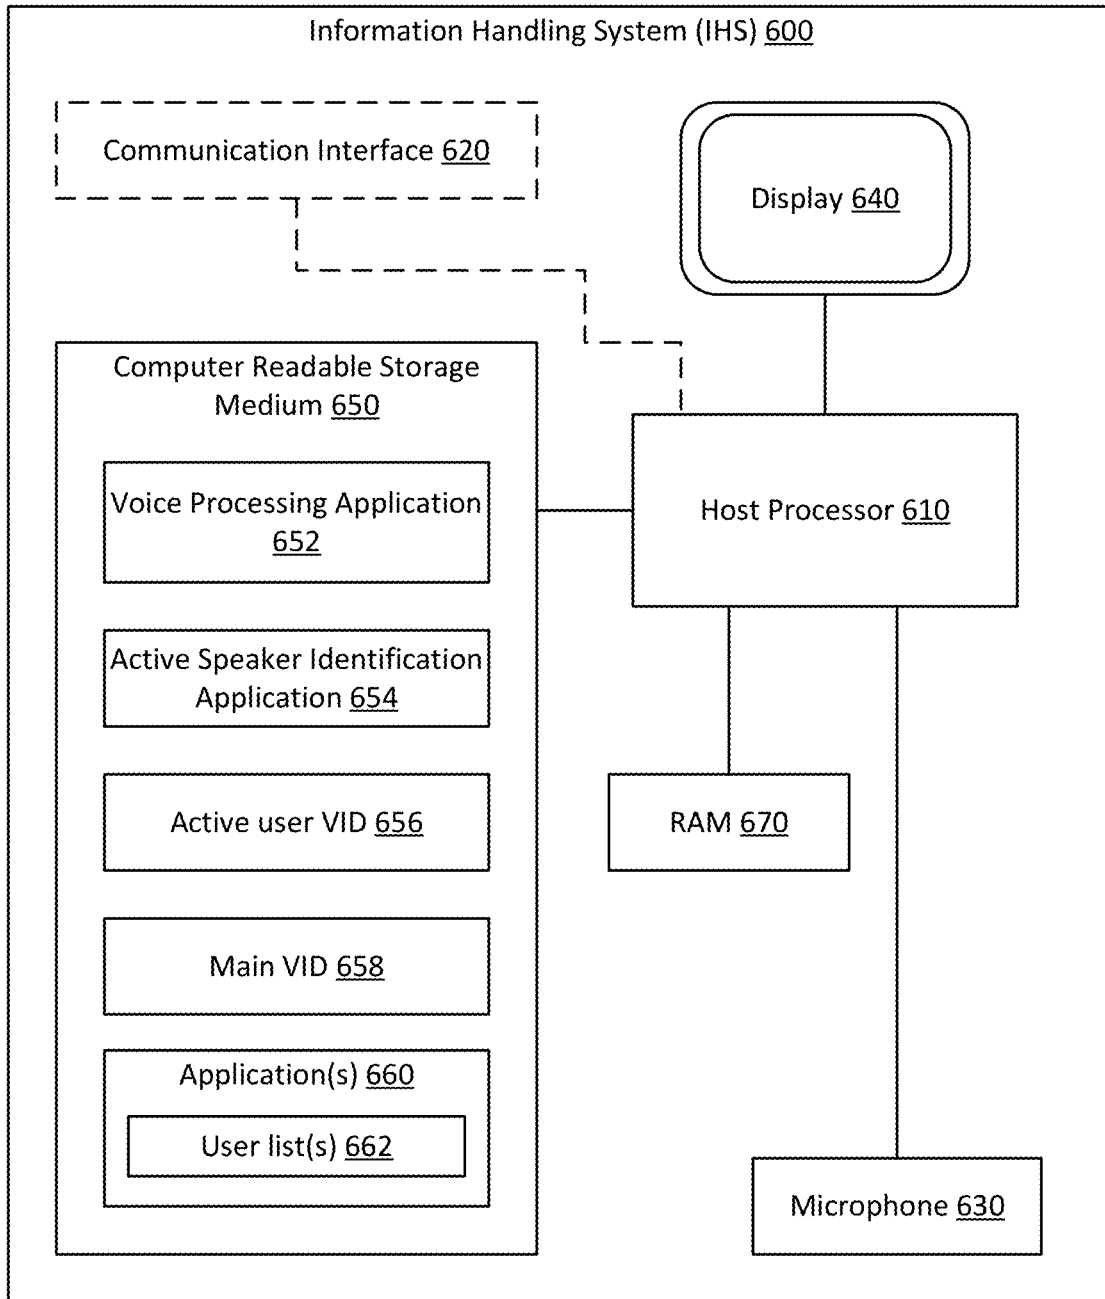 Information Handling System (IHS) 600
Communication Interface 620
Display 640
Computer Readable Storage
Medium 650
Voice Processing Application
652
Host Processor 610
Active Speaker Identification
Application 654
Active user VID 656
RAM 670
Main VID 658
Application(s) 660
User list(s) 662
Microphone 630